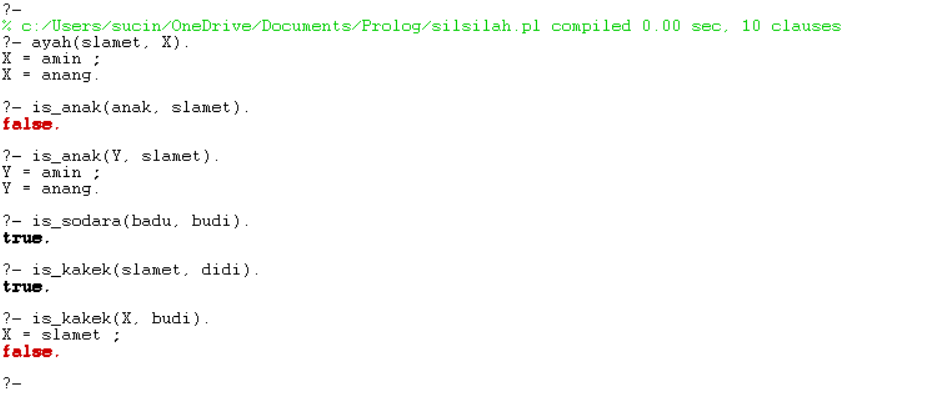 ?-
% c:/Users/sucin/OneDrive/Documents/Prolog/silsilah.pl compiled 0.00 sec, 10 clauses
?- ayah(slamet, X).
X = amin ;
X = anang.
?- is_anak(anak, slamet).
false.
?- is_anak(Y, slamet).
Y = amin ;
Y = anang.
?- is_sodara(badu, budi).
true.
?- is_kakek(slamet, didi).
true.
?- is_kakek(X, budi).
X = slamet ;
false.
?-